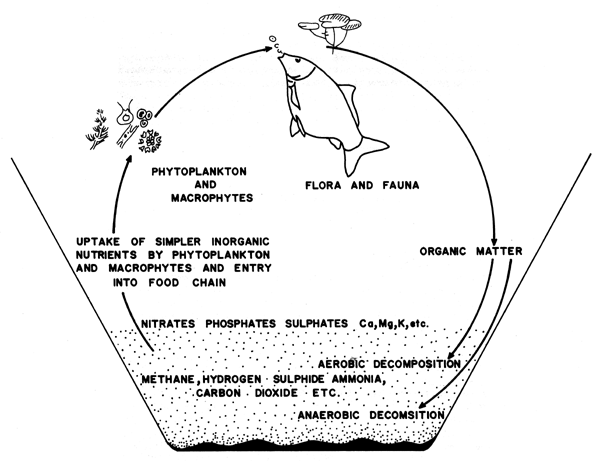 PHYTOPLANKTON
AND
MACROPHYTES
FLORA AND FAUNA
UPTAKE OF SIMPLER INORGANIC
NUTRIENTS BY PHYTOPLANKTON
AND MACROPHYTES AND ENTRY
INTO FOOD CHAIN
ORGANIC MATTER
NITRATES PHOSPHATES SULPHATES Ca,Mg,K,etc.
AEROBIC DECOMPOSITION
METHANE, HYDROGEN SULPHIDE AMMONIA,
CARBON DIOXIDE ETC.
ANAEROBIC DECOMSITION